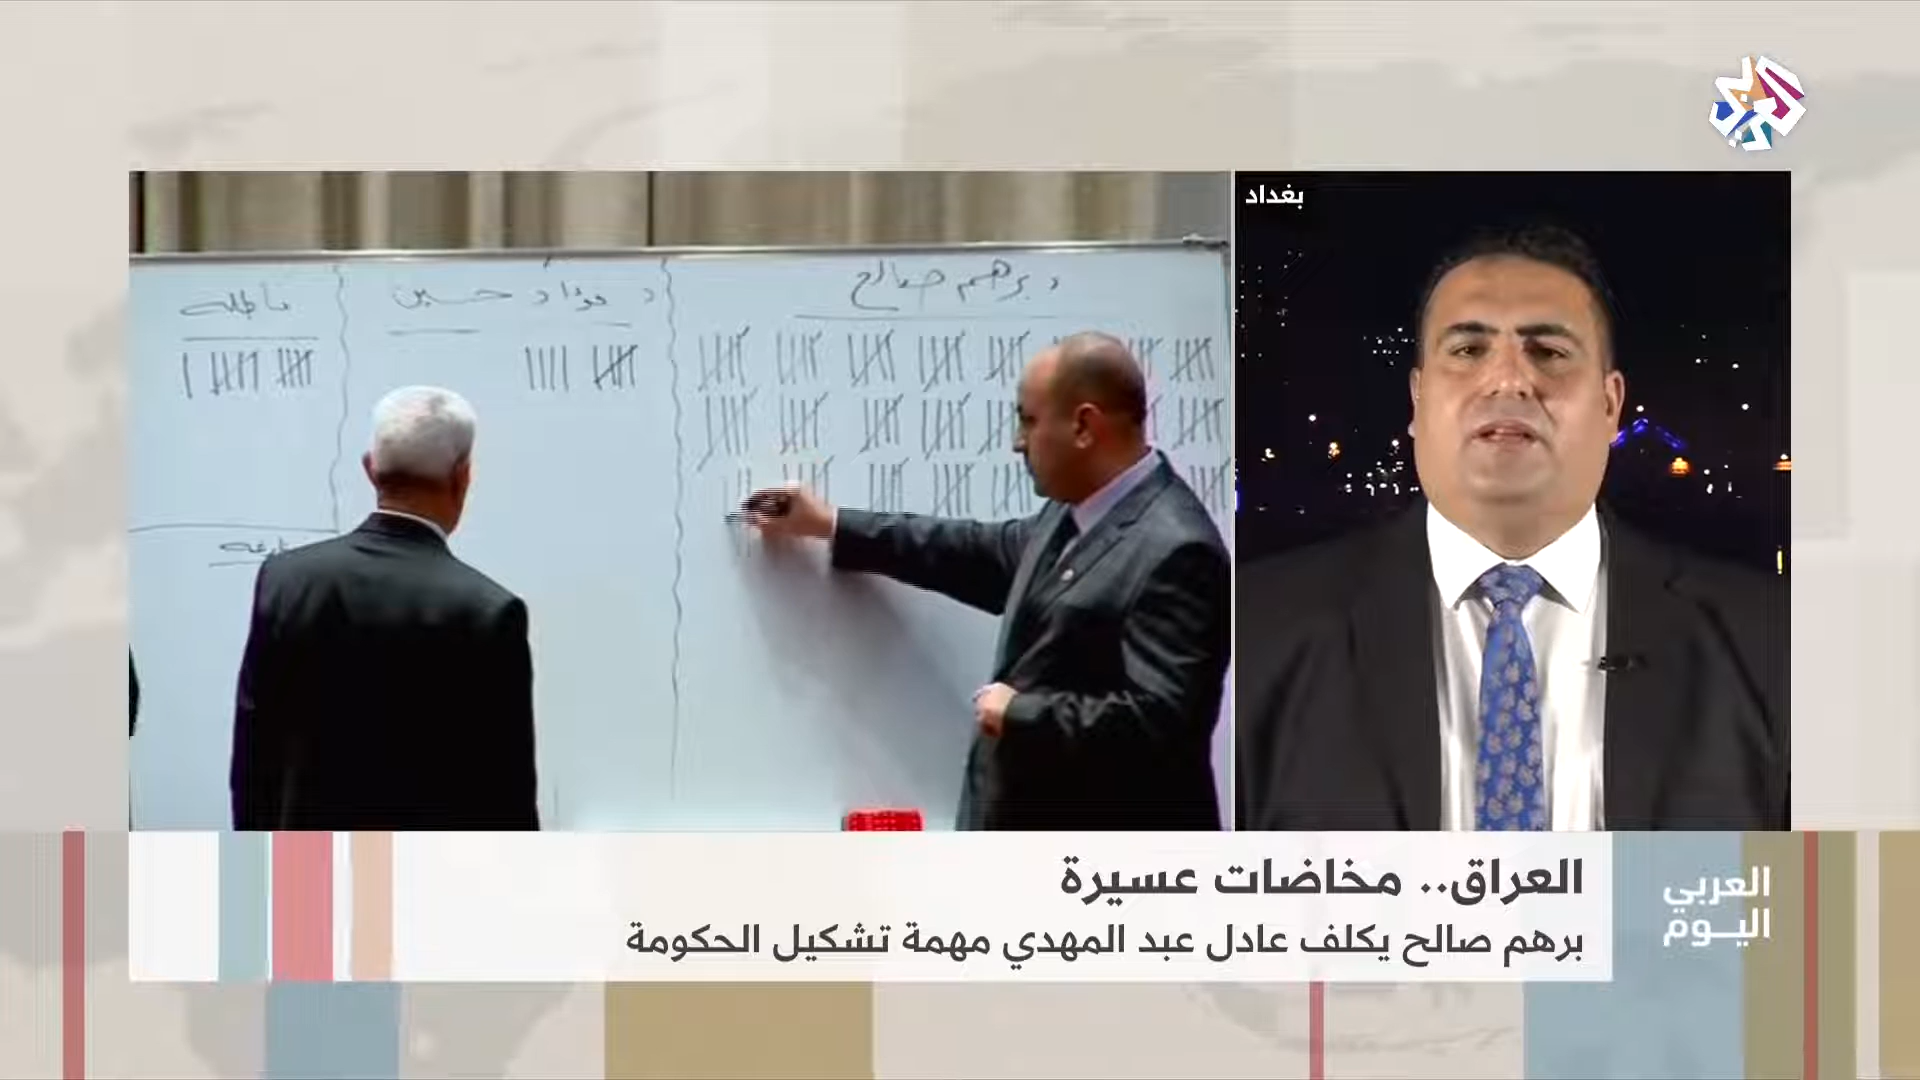 بغداد
د برهم صالح
د فؤاد حسين
باطلة
العراق.. مخاضات عسيرة
برهم صالح يكلف عادل عبد المهدي مهمة تشكيل الحكومة
العربي
اليوم